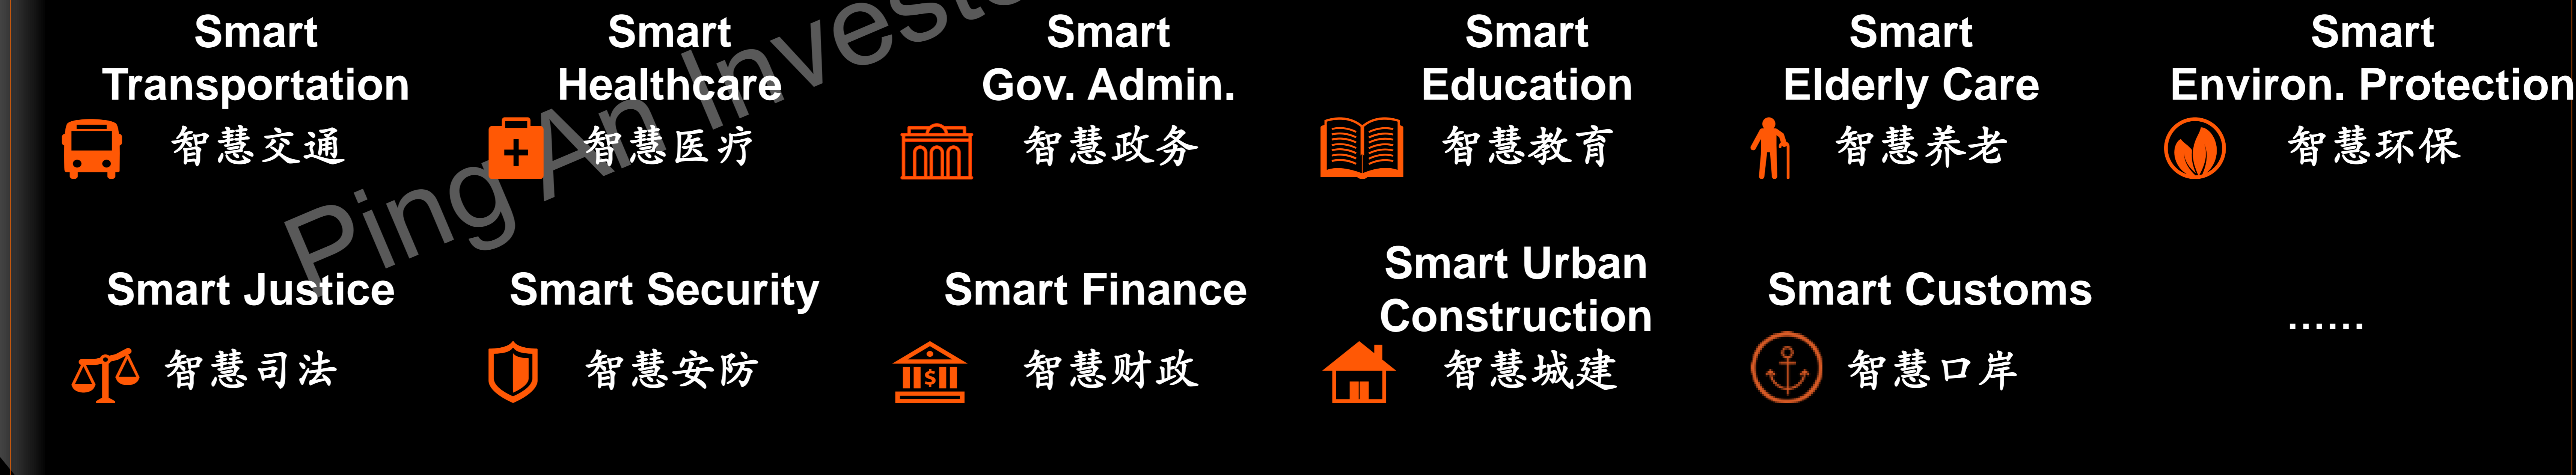 Smart
Transportation
智慧交通
Smart
Healthcare
智慧医疗
Smart
Gov. Admin.
智慧政务
Smart
Education
智慧教育
Smart
Elderly Care
智慧养老
Smart
Environ. Protection
智慧环保
Smart Justice
智慧司法
Smart Security
智慧安防
Smart Finance
$
智慧财政
Smart Urban
Construction
智慧城建
Smart Customs
智慧口岸
......
Ping An